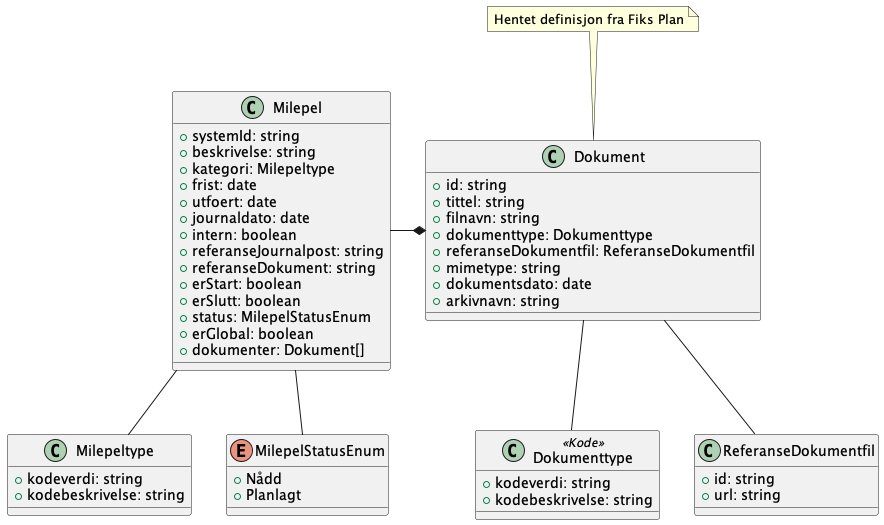 Hentet definisjon fra Fiks Plan
C Milepel
systemId: string
beskrivelse: string
kategori: Milepeltype
frist: date
utfoert: date
journaldato: date
intern: boolean
referanseJournalpost: string
referanseDokument: string
erStart: boolean
erSlutt: boolean
status: MilepelStatusEnum
erGlobal: boolean
dokumenter: Dokument[]
C Dokument
id: string
tittel: string
filnavn: string
dokumenttype: Dokumenttype
referanseDokumentfil: ReferanseDokumentfil
mimetype: string
dokumentsdato: date
arkivnavn: string
C Milepeltype
kodeverdi: string
kodebeskrivelse: string
E MilepelStatusEnum
Nådd
Planlagt
«Kode»
C Dokumenttype
kodeverdi: string
kodebeskrivelse: string
C ReferanseDokumentfil
id: string
url: string